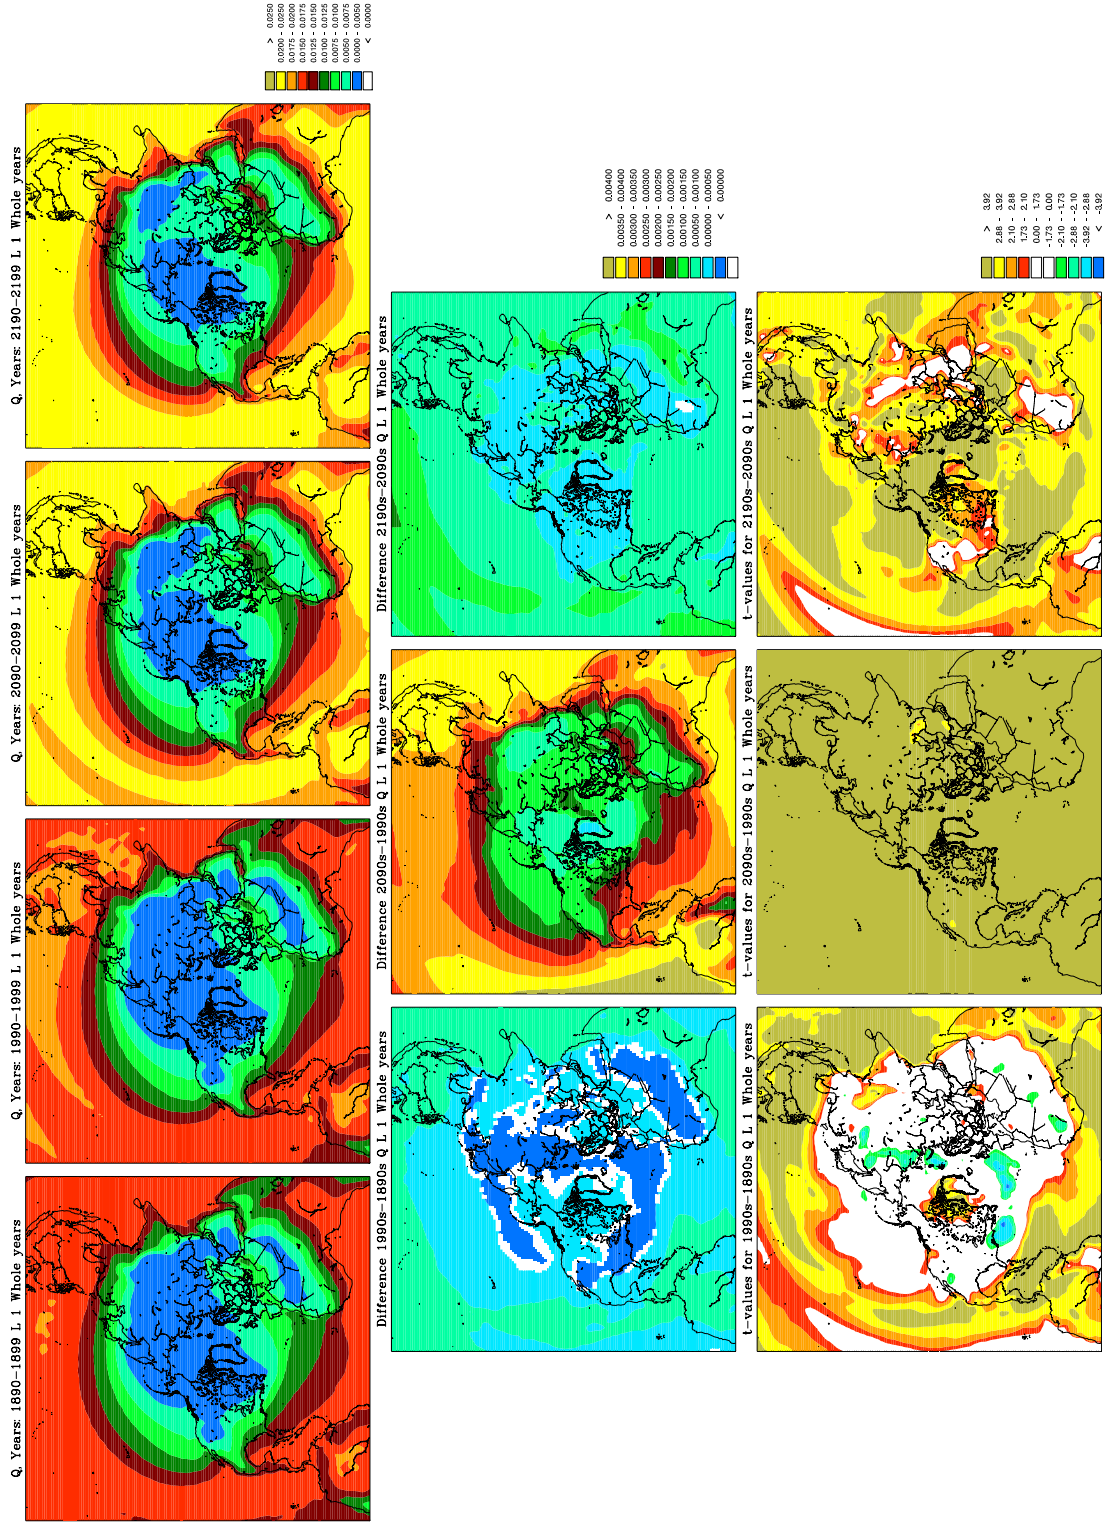 Q, Years: 2190-2199 L 1 Whole years
> 0.0250
0.0200 - 0.0250
0.0175 - 0.0200
0.0150 - 0.0175
0.0125 - 0.0150
0.0100 - 0.0125
0.0075 - 0.0100
0.0050 - 0.0075
0.0000 - 0.0050
< 0.0000
Q, Years: 2090-2099 L 1 Whole years
Q, Years: 1990-1999 L 1 Whole years
Q, Years: 1890-1899 L 1 Whole years
Difference 2190s-2090s Q L 1 Whole years
> 0.00400
0.00350 - 0.00400
0.00300 - 0.00350
0.00250 - 0.00300
0.00200 - 0.00250
0.00150 - 0.00200
0.00100 - 0.00150
0.00050 - 0.00100
0.00000 - 0.00050
< 0.00000
Difference 2090s-1990s Q L 1 Whole years
Difference 1990s-1890s Q L 1 Whole years
t-values for 2190s-2090s Q L 1 Whole years
> 3.92
2.88 - 3.92
2.10 - 2.88
1.73 - 2.10
0.00 - 1.73
-1.73 - 0.00
-2.10 - -1.73
-2.88 - -2.10
-3.92 - -2.88
< -3.92
t-values for 2090s-1990s Q L 1 Whole years
t-values for 1990s-1890s Q L 1 Whole years